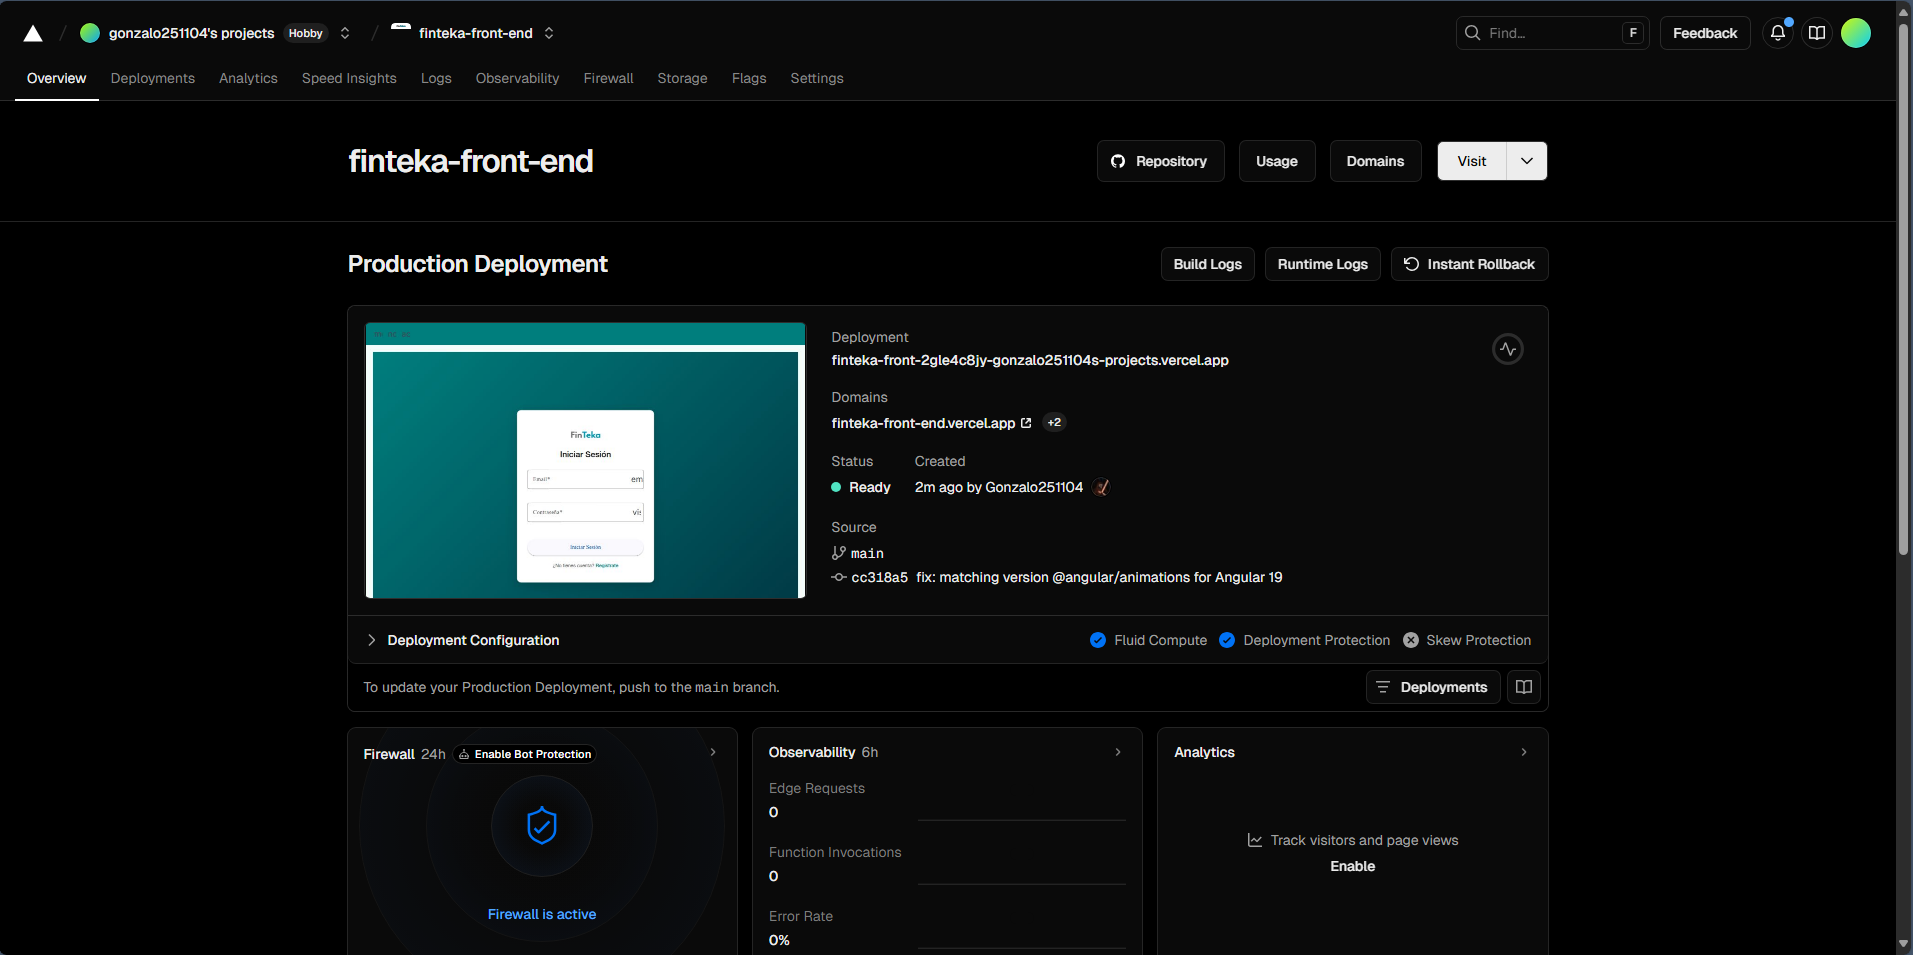 gonzalo251104's projects Hobby finteka-front-end
Find... F Feedback
Overview Deployments Analytics Speed Insights Logs Observability Firewall Storage Flags Settings
finteka-front-end
Repository Usage Domains Visit
Production Deployment
Build Logs Runtime Logs Instant Rollback
FinTeka
Iniciar Sesión
Email* em
Contraseña* vis
Iniciar Sesión
¿No tienes cuenta? Regístrate
Deployment
finteka-front-2gle4c8jy-gonzalo251104s-projects.vercel.app
Domains
finteka-front-end.vercel.app +2
Status Created
Ready 2m ago by Gonzalo251104
Source
main
cc318a5 fix: matching version @angular/animations for Angular 19
Deployment Configuration
Fluid Compute Deployment Protection Skew Protection
To update your Production Deployment, push to the main branch.
Deployments
Firewall 24h Enable Bot Protection
Firewall is active
Observability 6h
Edge Requests
0
Function Invocations
0
Error Rate
0%
Analytics
Track visitors and page views
Enable